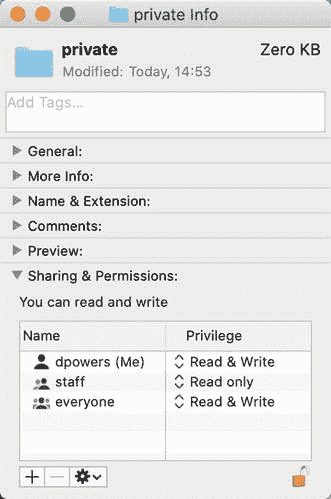 private Info
private Zero KB
Modified: Today, 14:53
Add Tags...
General:
More Info:
Name & Extension:
Comments:
Preview:
Sharing & Permissions:
You can read and write
Name Privilege
dpowers (Me) Read & Write
staff Read only
everyone Read & Write